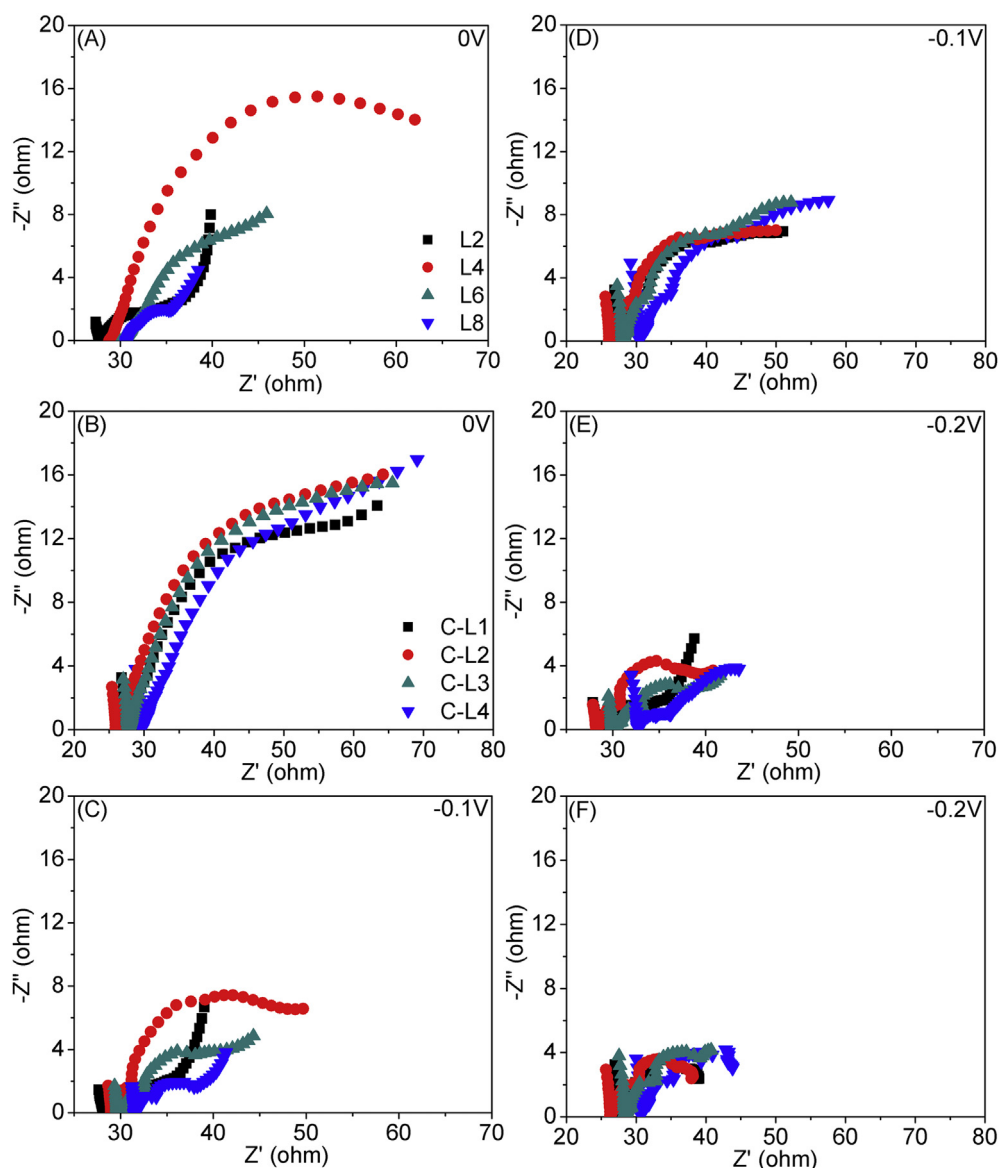 (A) 0V
20
16
12
8
4
0
-Z" (ohm)
L2
L4
L6
L8
30 40 50 60 70
Z' (ohm)
(D) -0.1V
20
16
12
8
4
0
-Z" (ohm)
20 30 40 50 60 70 80
Z' (ohm)
(B) 0V
20
16
12
8
4
0
-Z" (ohm)
C-L1
C-L2
C-L3
C-L4
20 30 40 50 60 70 80
Z' (ohm)
(E) -0.2V
20
16
12
8
4
0
-Z" (ohm)
30 40 50 60 70
Z' (ohm)
(C) -0.1V
20
16
12
8
4
0
-Z" (ohm)
30 40 50 60 70
Z' (ohm)
(F) -0.2V
20
16
12
8
4
0
-Z" (ohm)
20 30 40 50 60 70 80
Z' (ohm)